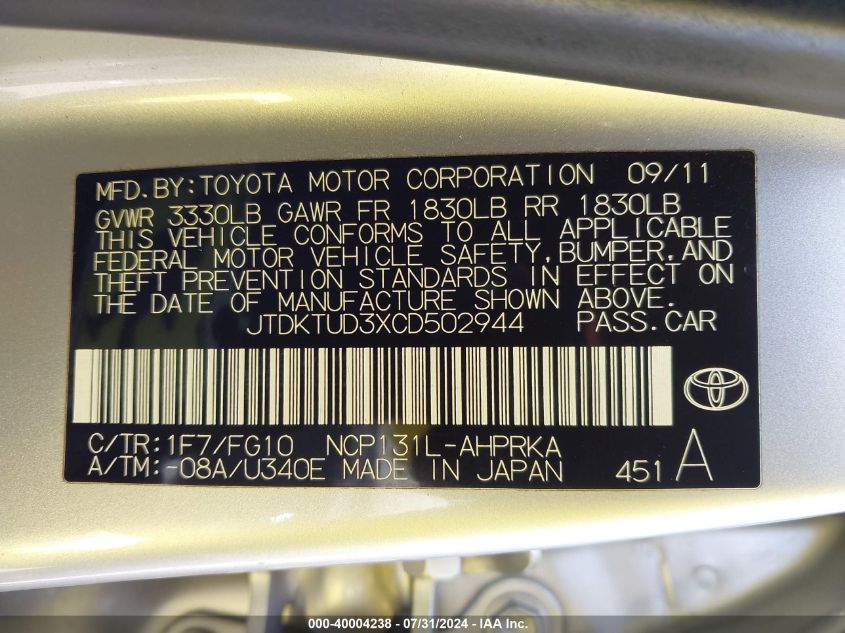 MFD.BY:TOYOTA MOTOR CORPORATION 09/11
GVWR 3330LB GAWR FR 1830LB RR 1830LB
THIS VEHICLE CONFORMS TO ALL APPLICABLE
FEDERAL MOTOR VEHICLE SAFETY,BUMPER,AND
THEFT PREVENTION STANDARDS IN EFFECT ON
THE DATE OF MANUFACTURE SHOWN ABOVE.
JTDKTUD3XCD502944 PASS.CAR
C/TR:1F7/FG10 NCP131L-AHPRKA
A/TM:-08A/U340E MADE IN JAPAN 451 A
000-40004238 - 07/31/2024 - IAA Inc.